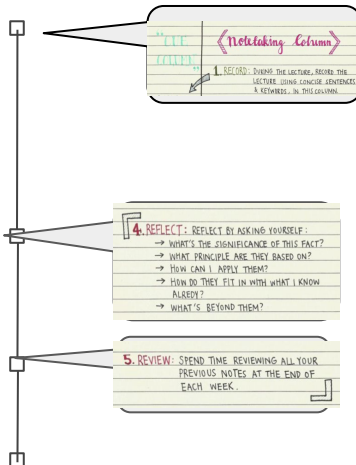 Notetaking Column
1. RECORD: DURING THE LECTURE, RECORD THE
LECTURE USING CONCISE SENTENCES
& KEYWORDS, IN THIS COLUMN.
4. REFLECT: REFLECT BY ASKING YOURSELF:
→ WHAT'S THE SIGNIFICANCE OF THIS FACT?
→ WHAT PRINCIPLE ARE THEY BASED ON?
→ HOW CAN I APPLY THEM?
→ HOW DO THEY FIT IN WITH WHAT I KNOW
ALREDY?
→ WHAT'S BEYOND THEM?
5. REVIEW: SPEND TIME REVIEWING ALL YOUR
PREVIOUS NOTES AT THE END OF
EACH WEEK.